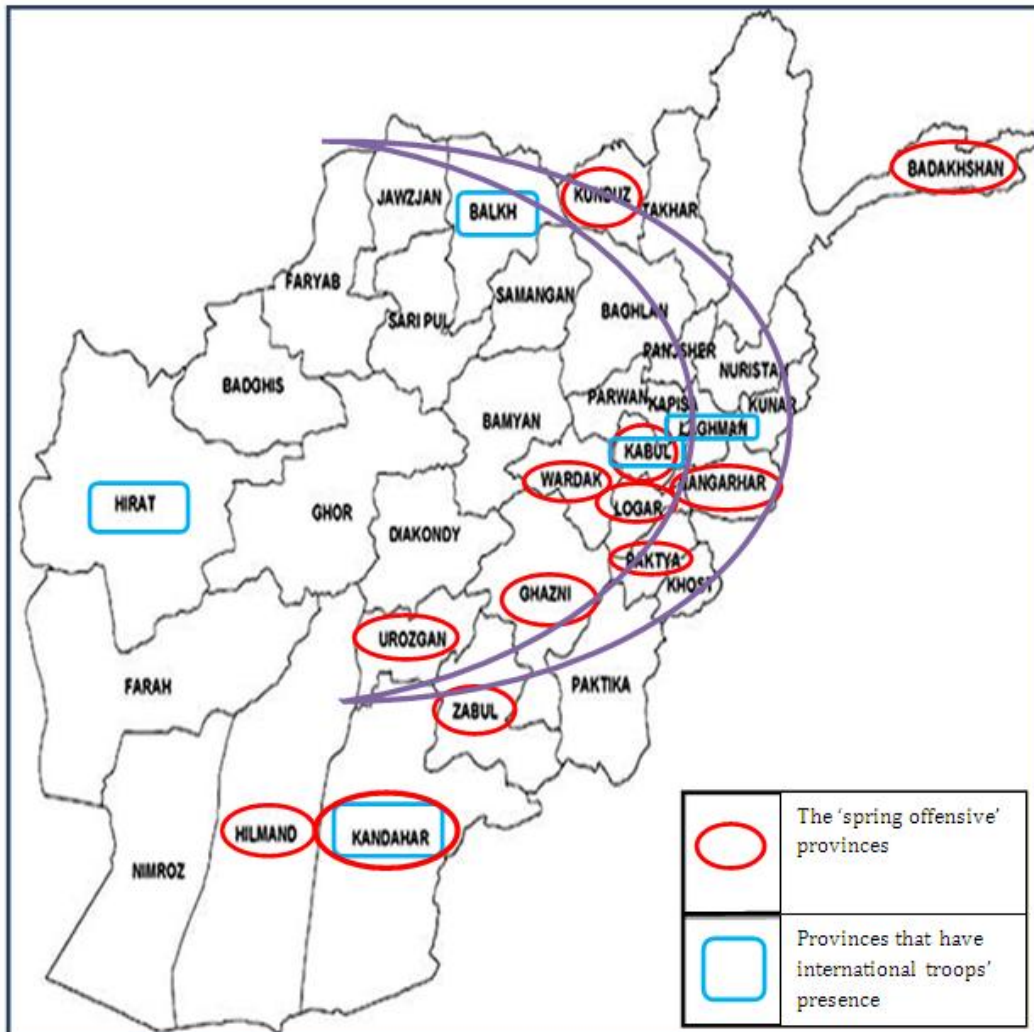 BADAKHSHAN
JAWZJAN
BALKH
KUNDUZ
TAKHAR
FARYAB
SARI PUL
SAMANGAN
BAGHLAN
PANJSHER
NURISTAN
BADGHIS
BAMYAN
PARWAN
KAPISA
KUNAR
LAGHMAN
KABUL
WARDAK
NANGARHAR
LOGAR
HIRAT
GHOR
DIAKONDY
PAKTYA
KHOST
GHAZNI
UROZGAN
FARAH
ZABUL
PAKTIKA
HILMAND
KANDAHAR
NIMROZ
The ‘spring offensive’
provinces
Provinces that have
international troops’
presence